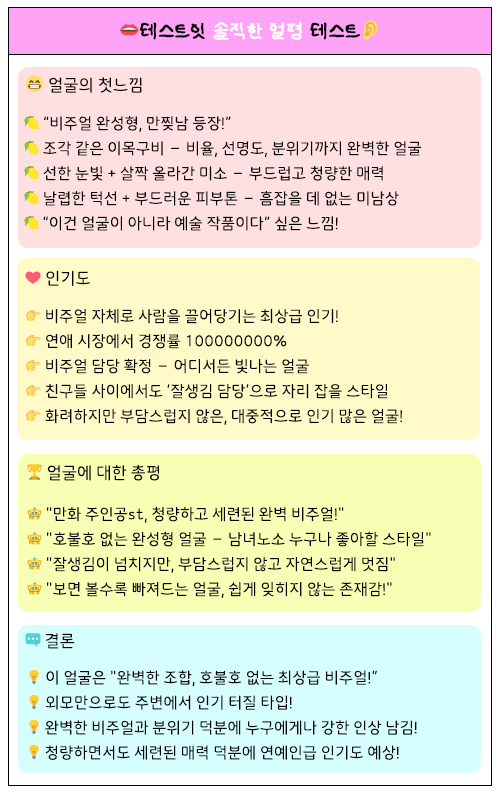 테스트잇 솔직한 얼평 테스트
얼굴의 첫느낌
“비주얼 완성형, 만찢남 등장!”
조각 같은 이목구비 – 비율, 선명도, 분위기까지 완벽한 얼굴
선한 눈빛 + 살짝 올라간 미소 – 부드럽고 청량한 매력
날렵한 턱선 + 부드러운 피부톤 – 흠잡을 데 없는 미남상
“이건 얼굴이 아니라 예술 작품이다” 싶은 느낌!
인기도
비주얼 자체로 사람을 끌어당기는 최상급 인기!
연애 시장에서 경쟁률 100000000%
비주얼 담당 확정 – 어디서든 빛나는 얼굴
친구들 사이에서도 ‘잘생김 담당’으로 자리 잡을 스타일
화려하지만 부담스럽지 않은, 대중적으로 인기 많은 얼굴!
얼굴에 대한 총평
"만화 주인공st, 청량하고 세련된 완벽 비주얼!"
"호불호 없는 완성형 얼굴 – 남녀노소 누구나 좋아할 스타일"
"잘생김이 넘치지만, 부담스럽지 않고 자연스럽게 멋짐"
"보면 볼수록 빠져드는 얼굴, 쉽게 잊히지 않는 존재감!"
결론
이 얼굴은 "완벽한 조합, 호불호 없는 최상급 비주얼!”
외모만으로도 주변에서 인기 터질 타입!
완벽한 비주얼과 분위기 덕분에 누구에게나 강한 인상 남김!
청량하면서도 세련된 매력 덕분에 연예인급 인기도 예상!